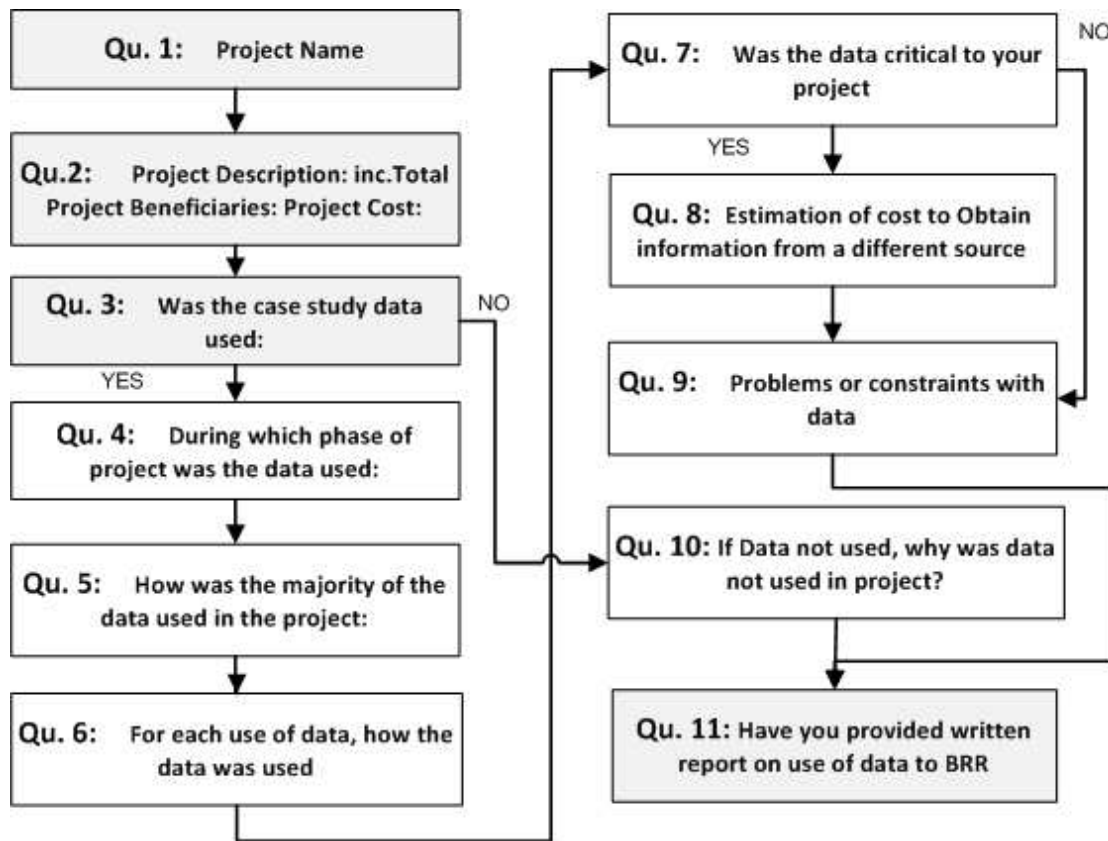 Qu. 1: Project Name
Qu.2: Project Description: inc.Total
Project Beneficiaries: Project Cost:
Qu. 3: Was the case study data
used:
NO
YES
Qu. 4: During which phase of
project was the data used:
Qu. 5: How was the majority of the
data used in the project:
Qu. 6: For each use of data, how the
data was used
Qu. 7: Was the data critical to your
project
NO
YES
Qu. 8: Estimation of cost to Obtain
information from a different source
Qu. 9: Problems or constraints with
data
Qu. 10: If Data not used, why was data
not used in project?
Qu. 11: Have you provided written
report on use of data to BRR